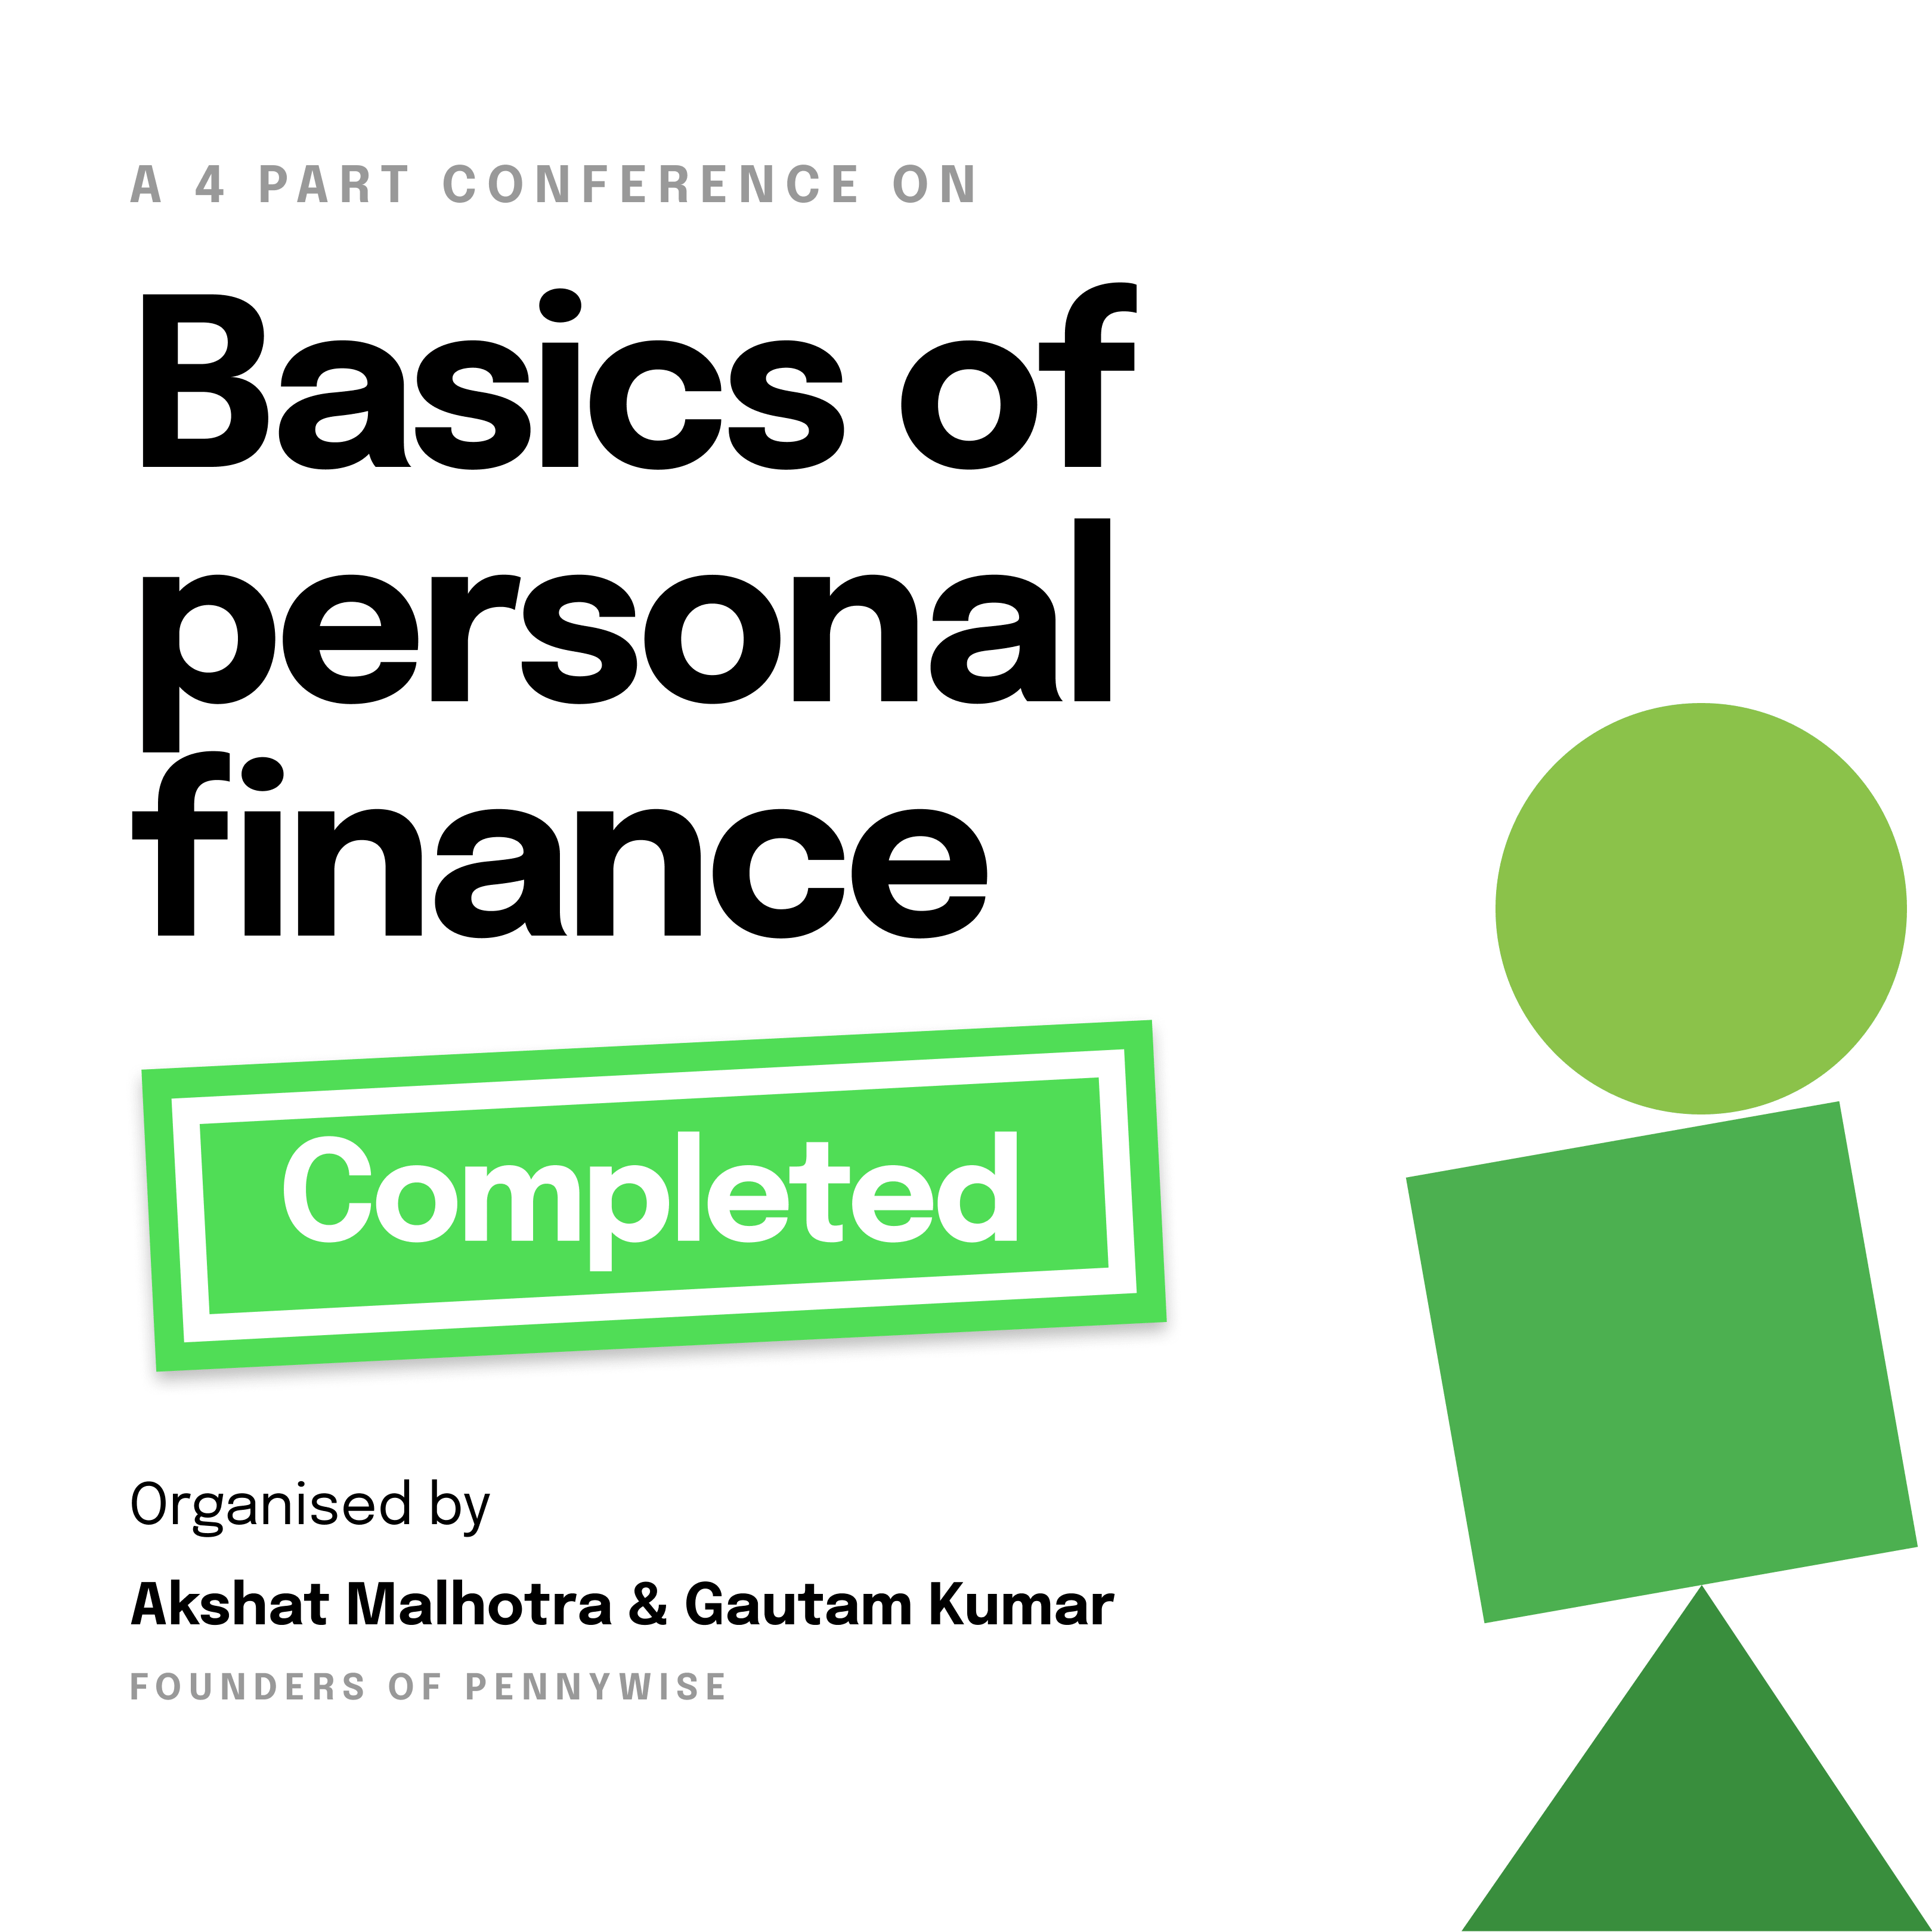 A 4 PART CONFERENCE ON
Basics of
personal
finance
Completed
Organised by
Akshat Malhotra & Gautam Kumar
FOUNDERS OF PENNYWISE